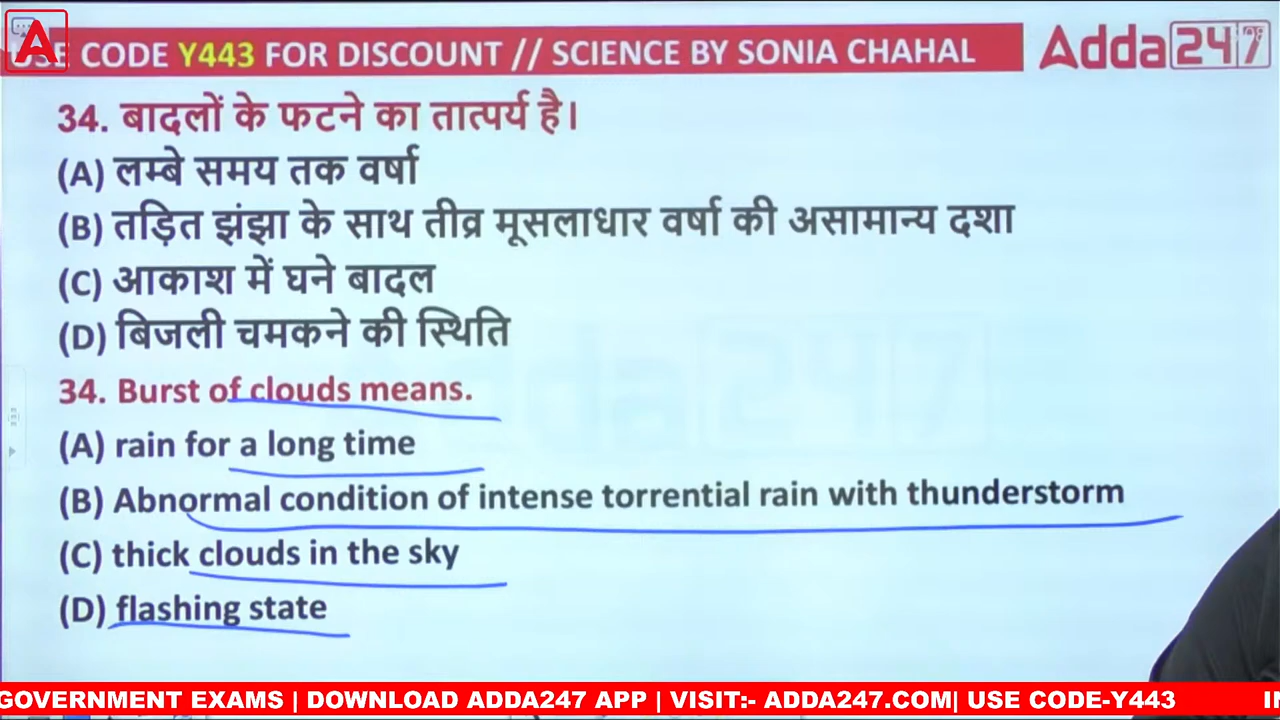 USE CODE Y443 FOR DISCOUNT // SCIENCE BY SONIA CHAHAL
Adda247
34. बादलों के फटने का तात्पर्य है।
(A) लम्बे समय तक वर्षा
(B) तड़ित झंझा के साथ तीव्र मूसलाधार वर्षा की असामान्य दशा
(C) आकाश में घने बादल
(D) बिजली चमकने की स्थिति
34. Burst of clouds means.
(A) rain for a long time
(B) Abnormal condition of intense torrential rain with thunderstorm
(C) thick clouds in the sky
(D) flashing state
GOVERNMENT EXAMS | DOWNLOAD ADDA247 APP | VISIT:- ADDA247.COM| USE CODE-Y443